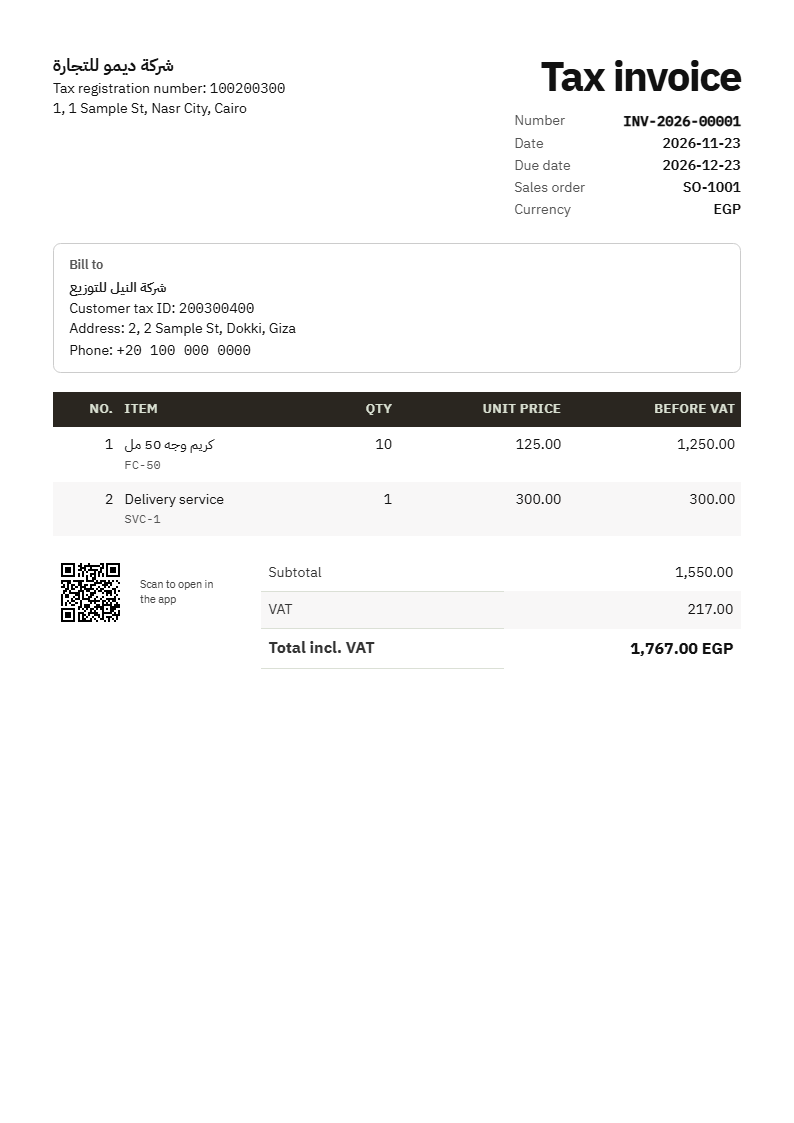 شركة ديمو للتجارة
Tax registration number: 100200300
1, 1 Sample St, Nasr City, Cairo
Tax invoice
Number INV-2026-00001
Date 2026-11-23
Due date 2026-12-23
Sales order SO-1001
Currency EGP
Bill to
شركة النيل للتوزيع
Customer tax ID: 200300400
Address: 2, 2 Sample St, Dokki, Giza
Phone: +20 100 000 0000
NO. ITEM QTY UNIT PRICE BEFORE VAT
1 كريم وجه 50 مل 10 125.00 1,250.00
FC-50
2 Delivery service 1 300.00 300.00
SVC-1
Scan to open in
the app
Subtotal 1,550.00
VAT 217.00
Total incl. VAT 1,767.00 EGP